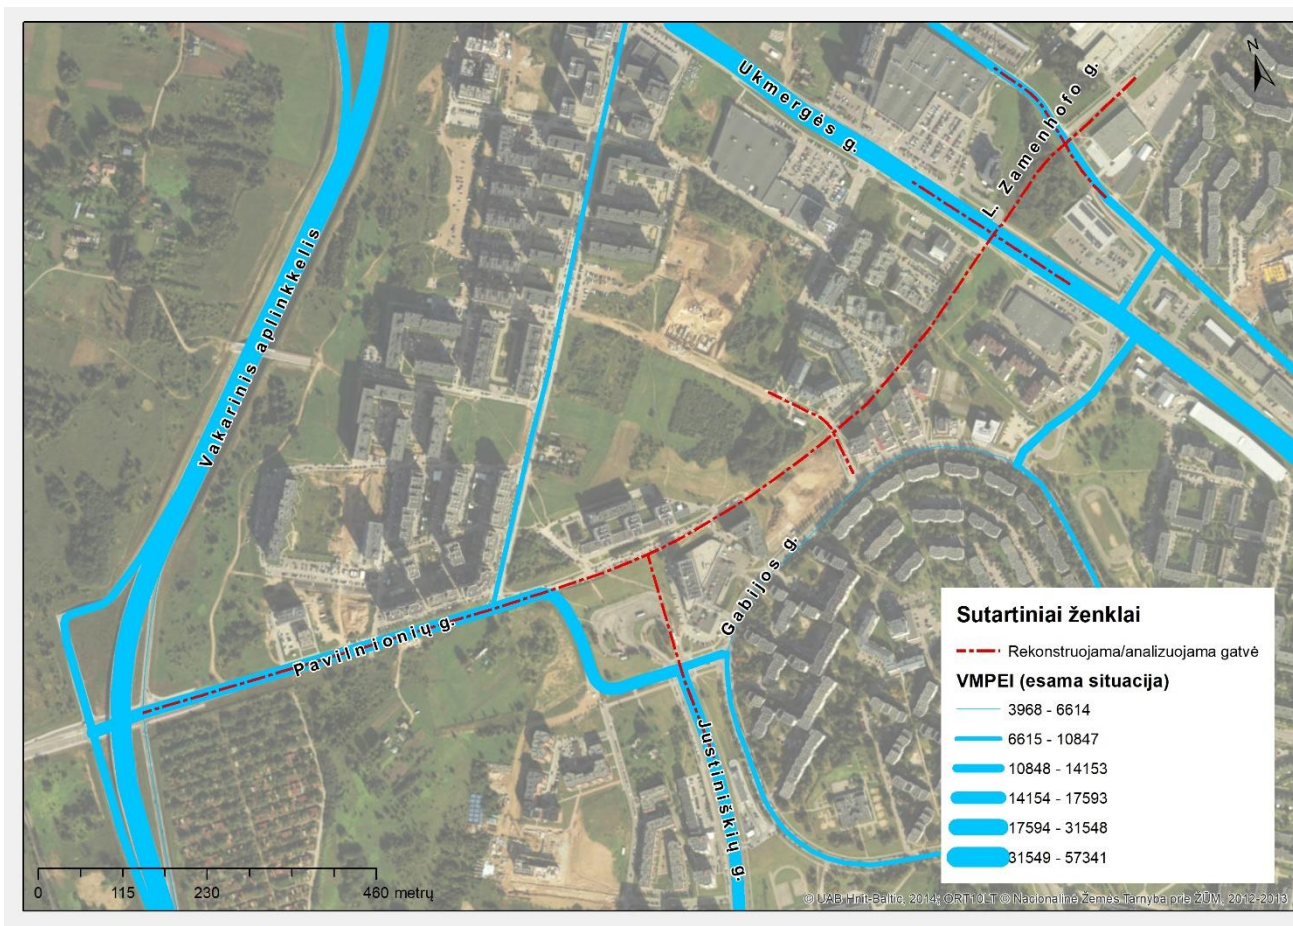 N
Ukmergės g.
L. Zamenhofo g.
Vakarinis aplinkkelis
Gabijos g.
Pavilnionių g.
Justiniškių g.
Sutartiniai ženklai
Rekonstruojama/analizuojama gatvė
VMPEI (esama situacija)
3968 - 6614
6615 - 10847
10848 - 14153
14154 - 17593
17594 - 31548
31549 - 57341
0 115 230 460 metrų
© UAB Hnit-Baltic, 2014; ORT10LT © Nacionalinė Žemės Tarnyba prie ŽŪM, 2012-2013